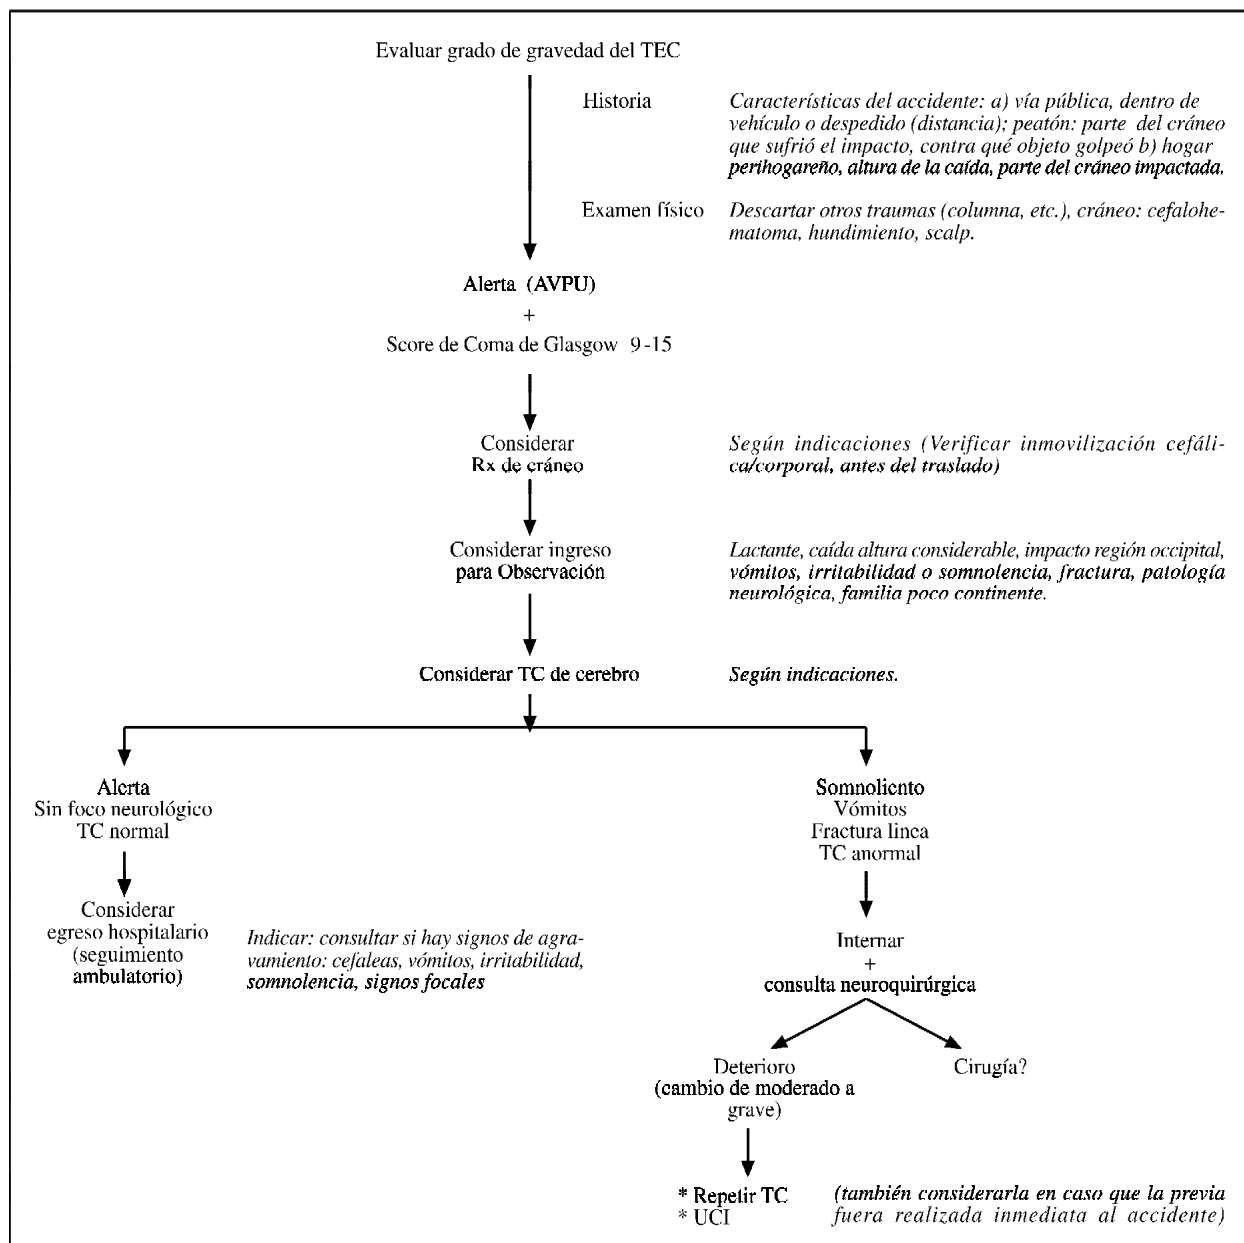 Evaluar grado de gravedad del TEC
Historia
Características del accidente: a) vía pública, dentro de
vehículo o despedido (distancia); peatón: parte del cráneo
que sufrió el impacto, contra qué objeto golpeó b) hogar
perihogareño, altura de la caída, parte del cráneo impactada.
Examen físico
Descartar otros traumas (columna, etc.), cráneo: cefalohe-
matoma, hundimiento, scalp.
Alerta (AVPU)
+
Score de Coma de Glasgow 9-15
Considerar
Rx de cráneo
Según indicaciones (Verificar inmovilización cefáli-
ca/corporal, antes del traslado)
Considerar ingreso
para Observación
Lactante, caída altura considerable, impacto región occipital,
vómitos, irritabilidad o somnolencia, fractura, patología
neurológica, familia poco continente.
Considerar TC de cerebro
Según indicaciones.
Alerta
Sin foco neurológico
TC normal
Considerar
egreso hospitalario
(seguimiento
ambulatorio)
Indicar: consultar si hay signos de agra-
vamiento: cefaleas, vómitos, irritabilidad,
somnolencia, signos focales
Somnoliento
Vómitos
Fractura linea
TC anormal
Internar
+
consulta neuroquirúrgica
Deterioro
(cambio de moderado a
grave)
Cirugía?
* Repetir TC
* UCI
(también considerarla en caso que la previa
fuera realizada inmediata al accidente)